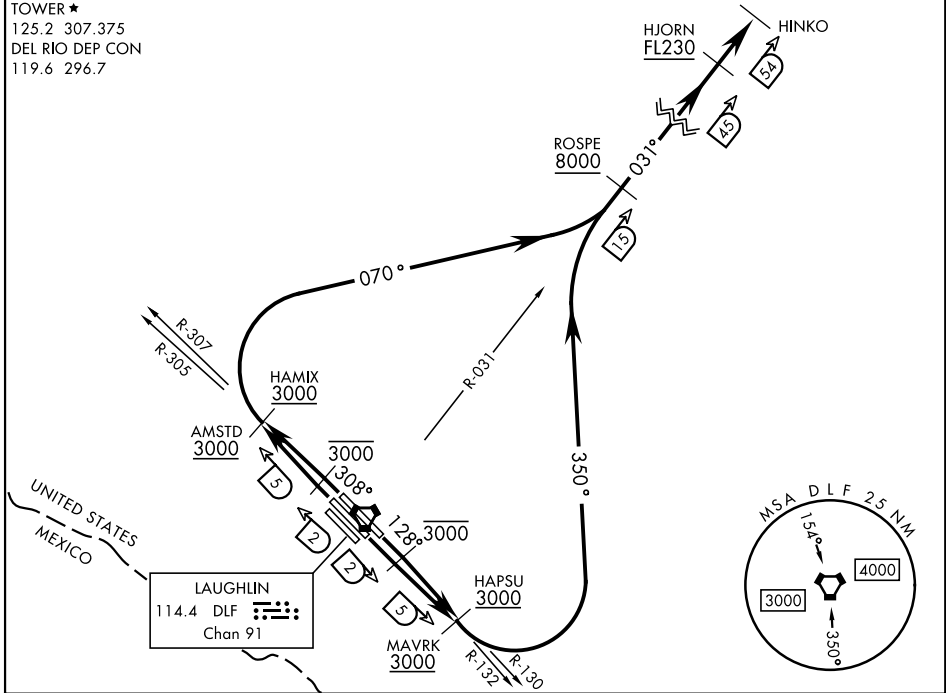 TOWER ★
125.2 307.375
DEL RIO DEP CON
119.6 296.7
HINKO
HJORN
FL230
54
45
ROSPE
8000
031°
15
070°
R-307
R-305
R-031
HAMIX
3000
AMSTD
3000
5
3000
308°
350°
2
128°
3000
2
UNITED STATES
MEXICO
LAUGHLIN
114.4 DLF
Chan 91
5
HAPSU
3000
MAVRK
3000
R-132
R-130
MSA DLF 25 NM
154°
4000
3000
350°